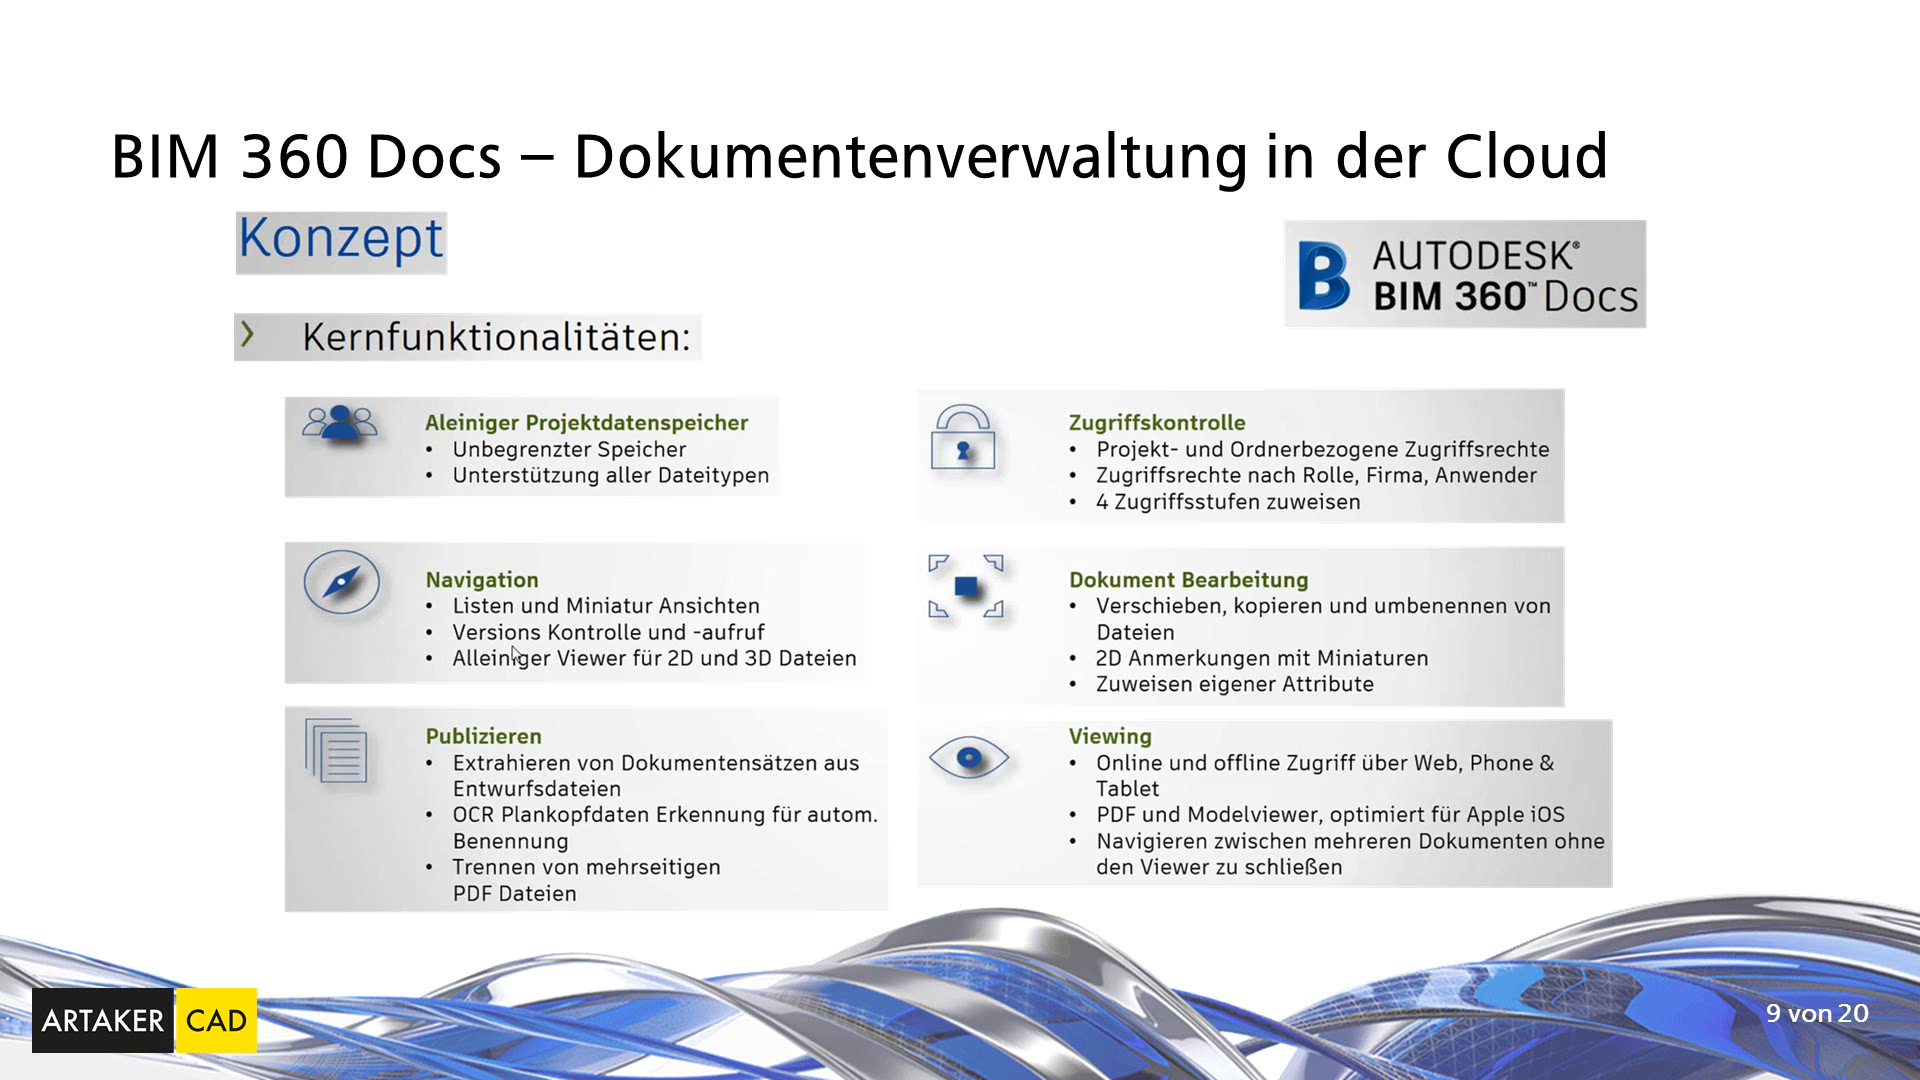 BIM 360 Docs – Dokumentenverwaltung in der Cloud
Konzept
AUTODESK®
BIM 360™ Docs
› Kernfunktionalitäten:
Aleiniger Projektdatenspeicher
• Unbegrenzter Speicher
• Unterstützung aller Dateitypen
Zugriffskontrolle
• Projekt- und Ordnerbezogene Zugriffsrechte
• Zugriffsrechte nach Rolle, Firma, Anwender
• 4 Zugriffsstufen zuweisen
Navigation
• Listen und Miniatur Ansichten
• Versions Kontrolle und -aufruf
• Alleiniger Viewer für 2D und 3D Dateien
Dokument Bearbeitung
• Verschieben, kopieren und umbenennen von
Dateien
• 2D Anmerkungen mit Miniaturen
• Zuweisen eigener Attribute
Publizieren
• Extrahieren von Dokumentensätzen aus
Entwurfsdateien
• OCR Plankopfdaten Erkennung für autom.
Benennung
• Trennen von mehrseitigen
PDF Dateien
Viewing
• Online und offline Zugriff über Web, Phone &
Tablet
• PDF und Modelviewer, optimiert für Apple iOS
• Navigieren zwischen mehreren Dokumenten ohne
den Viewer zu schließen
ARTAKER CAD
9 von 20